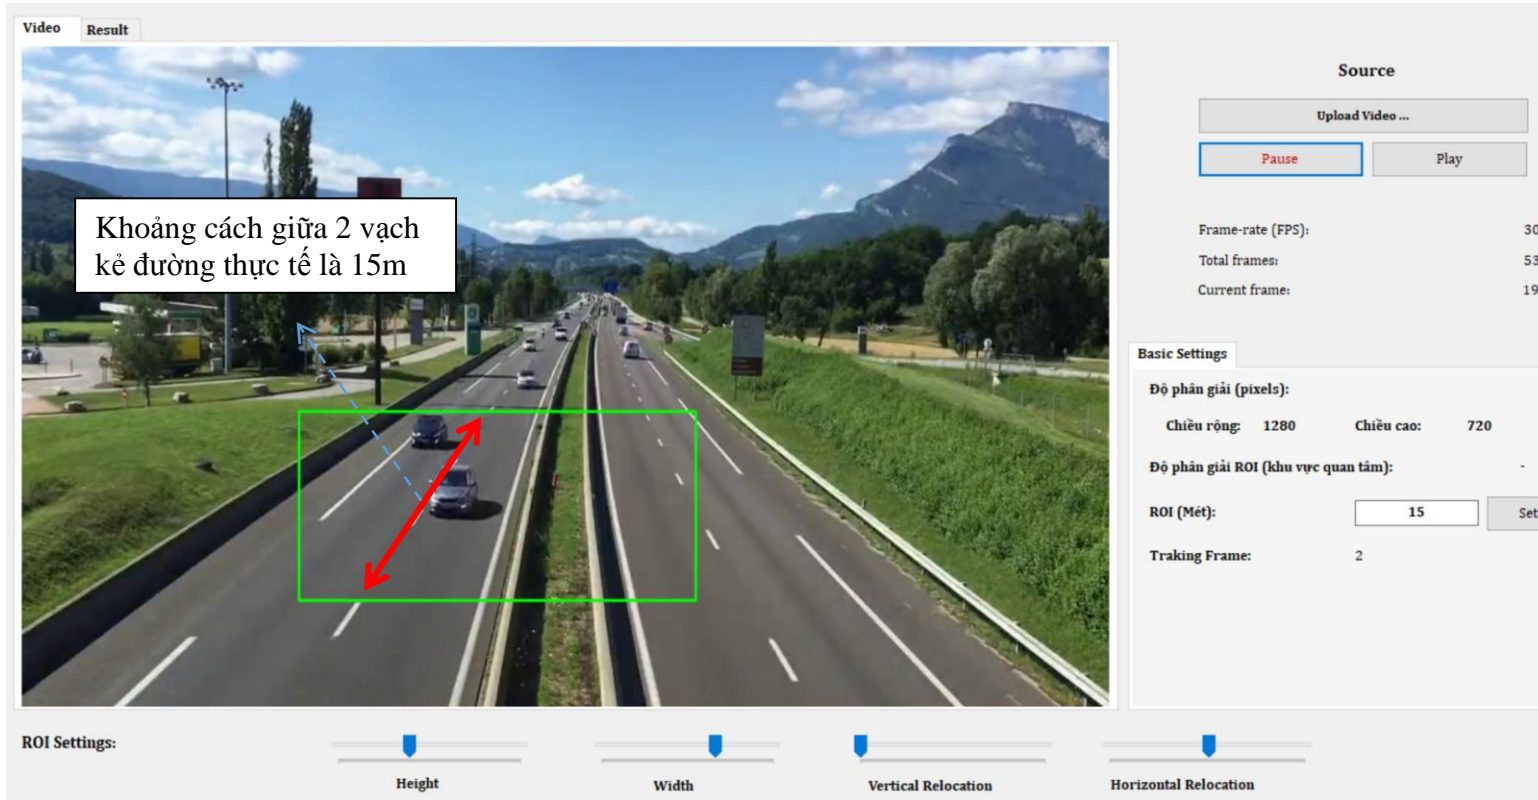 Video Result
Khoảng cách giữa 2 vạch
kẻ đường thực tế là 15m
Source
Upload Video ...
Pause Play
Frame-rate (FPS): 30
Total frames: 53
Current frame: 19
Basic Settings
Độ phân giải (pixels):
Chiều rộng: 1280 Chiều cao: 720
Độ phân giải ROI (khu vực quan tâm): -
ROI (Mét): 15 Set
Traking Frame: 2
ROI Settings:
Height Width Vertical Relocation Horizontal Relocation